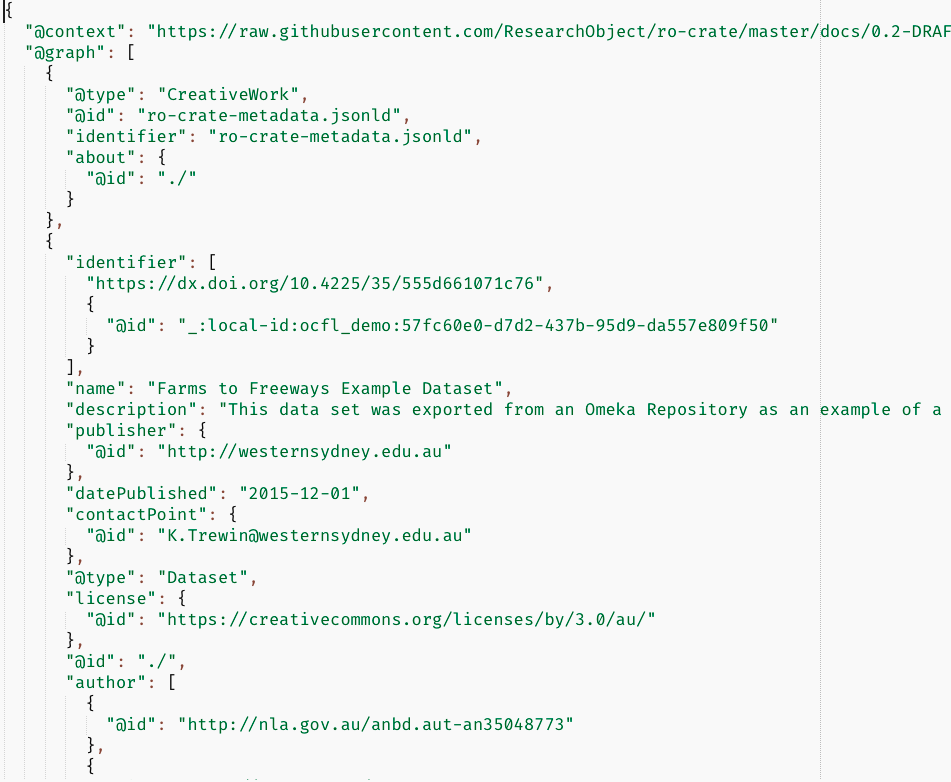 {
  "@context": "https://raw.githubusercontent.com/ResearchObject/ro-crate/master/docs/0.2-DRAF
  "@graph": [
    {
      "@type": "CreativeWork",
      "@id": "ro-crate-metadata.jsonld",
      "identifier": "ro-crate-metadata.jsonld",
      "about": {
        "@id": "./"
      }
    },
    {
      "identifier": [
        "https://dx.doi.org/10.4225/35/555d661071c76",
        {
          "@id": "_:local-id:ocfl_demo:57fc60e0-d7d2-437b-95d9-da557e809f50"
        }
      ],
      "name": "Farms to Freeways Example Dataset",
      "description": "This data set was exported from an Omeka Repository as an example of a
      "publisher": {
        "@id": "http://westernsydney.edu.au"
      },
      "datePublished": "2015-12-01",
      "contactPoint": {
        "@id": "K.Trewin@westernsydney.edu.au"
      },
      "@type": "Dataset",
      "license": {
        "@id": "https://creativecommons.org/licenses/by/3.0/au/"
      },
      "@id": "./",
      "author": [
        {
          "@id": "http://nla.gov.au/anbd.aut-an35048773"
        },
        {